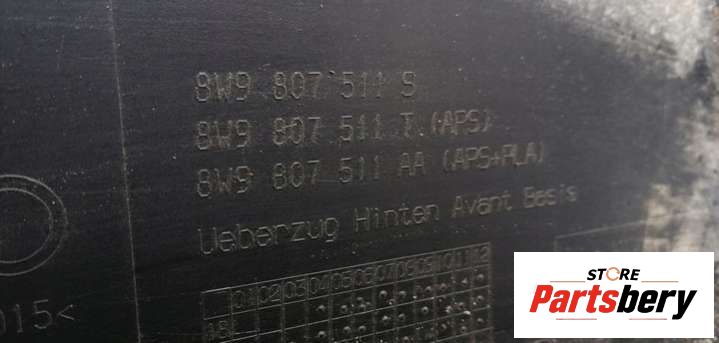 8W9 807 511 S
8W9 807 511 T (APS)
8W9 807 511 AA (APS+PLA)
Ueberzug Hinten Avant Basis
01 02 03 04 05 06 07 08 09 10 11 12
015<
STORE
Partsbery